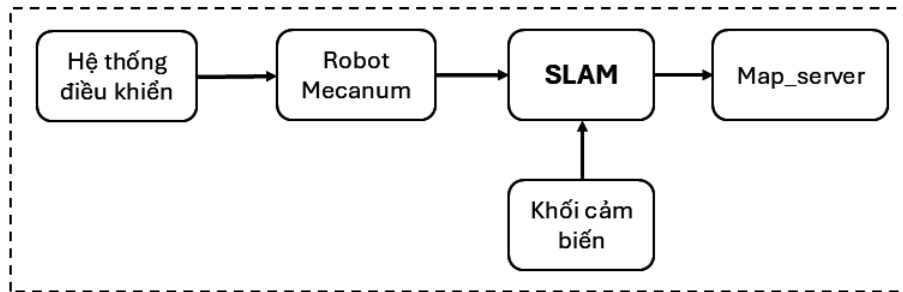 Hệ thống
điều khiển
Robot
Mecanum
SLAM
Map_server
Khối cảm
biến